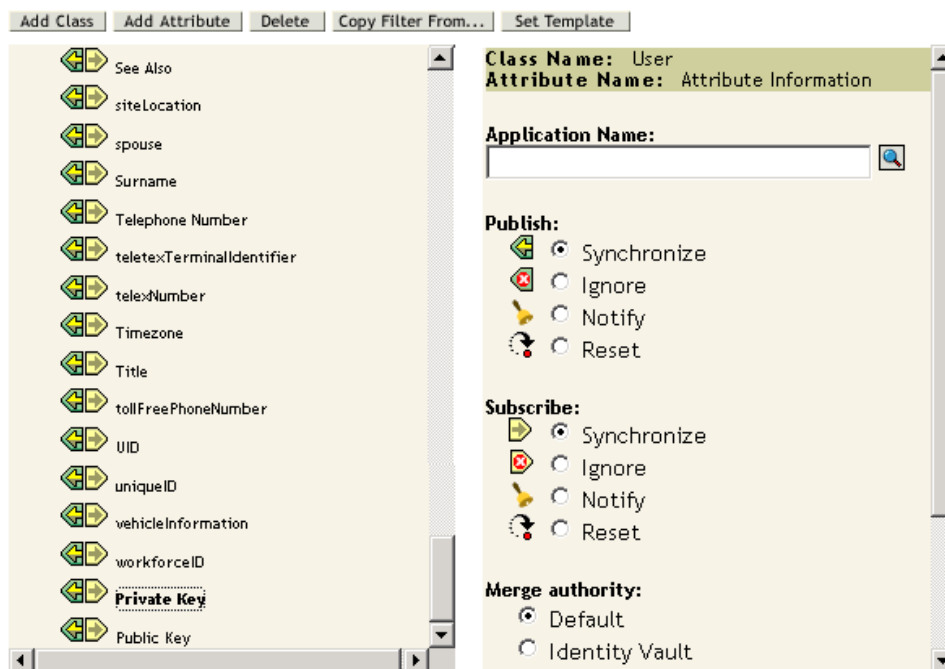 Add Class Add Attribute Delete Copy Filter From... Set Template
See Also
siteLocation
spouse
Surname
Telephone Number
teletexTerminalIdentifier
telexNumber
Timezone
Title
tollFreePhoneNumber
UID
uniqueID
vehicleInformation
workforceID
Private Key
Public Key
Class Name: User
Attribute Name: Attribute Information
Application Name:
Publish:
Synchronize
Ignore
Notify
Reset
Subscribe:
Synchronize
Ignore
Notify
Reset
Merge authority:
Default
Identity Vault